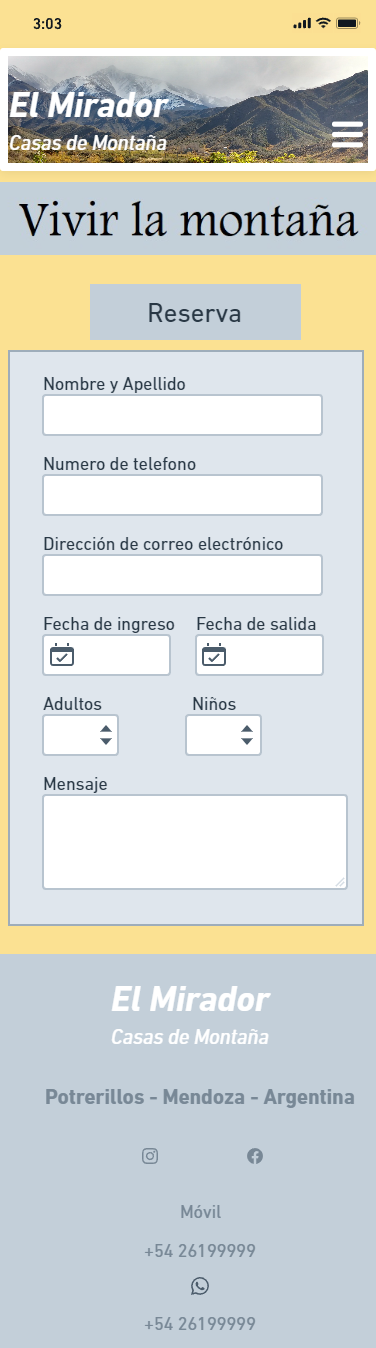 3:03
El Mirador
Casas de Montaña
Vivir la montaña
Reserva
Nombre y Apellido
Numero de telefono
Dirección de correo electrónico
Fecha de ingreso Fecha de salida
Adultos Niños
Mensaje
El Mirador
Casas de Montaña
Potrerillos - Mendoza - Argentina
Móvil
+54 26199999
+54 26199999